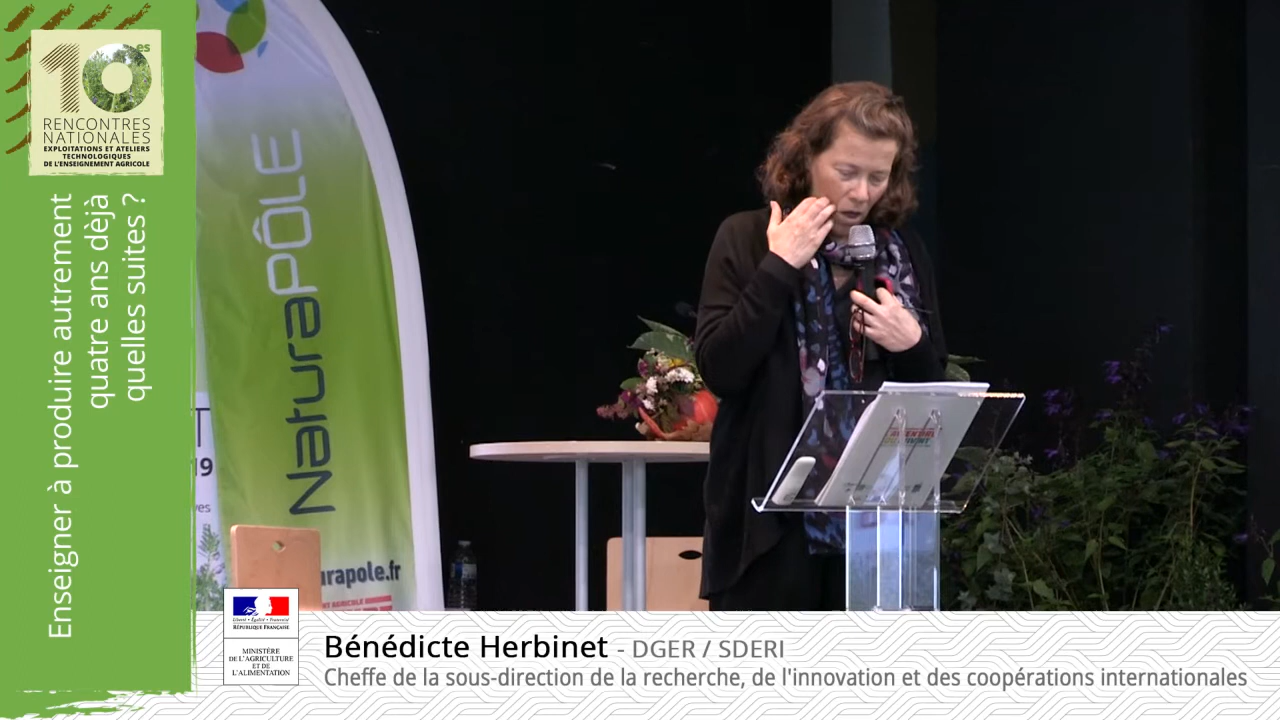 10es
RENCONTRES
NATIONALES
EXPLOITATIONS ET ATELIERS
TECHNOLOGIQUES
DE L'ENSEIGNEMENT AGRICOLE
Enseigner à produire autrement
quatre ans dèjà
quelles suites ?
NaturaPÔLE
urapole.fr
T
19
Liberté • Égalité • Fraternité
RÉPUBLIQUE FRANÇAISE
MINISTÈRE
DE L'AGRICULTURE
ET DE
L'ALIMENTATION
Bénédicte Herbinet - DGER / SDERI
Cheffe de la sous-direction de la recherche, de l'innovation et des coopérations internationales